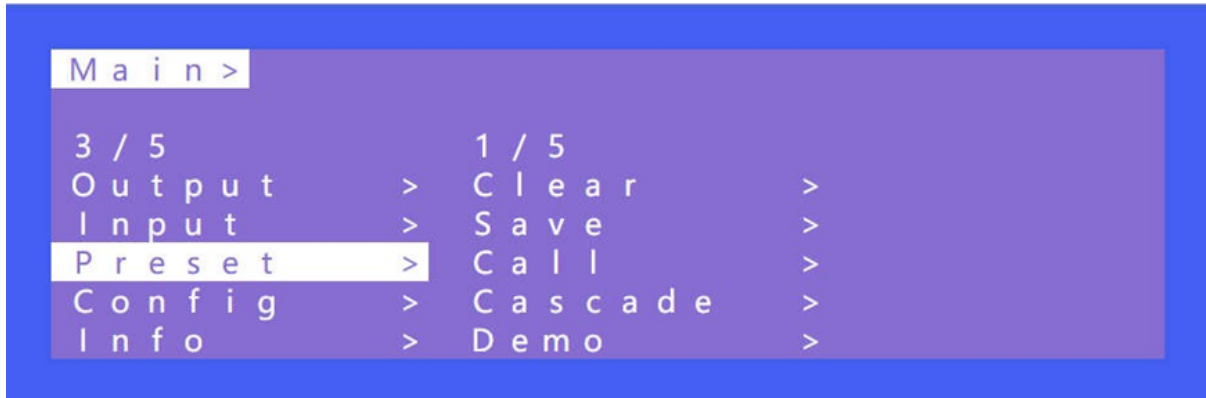 Main>
3/5 1/5
Output > Clear >
Input > Save >
Preset > Call >
Config > Cascade >
Info > Demo >